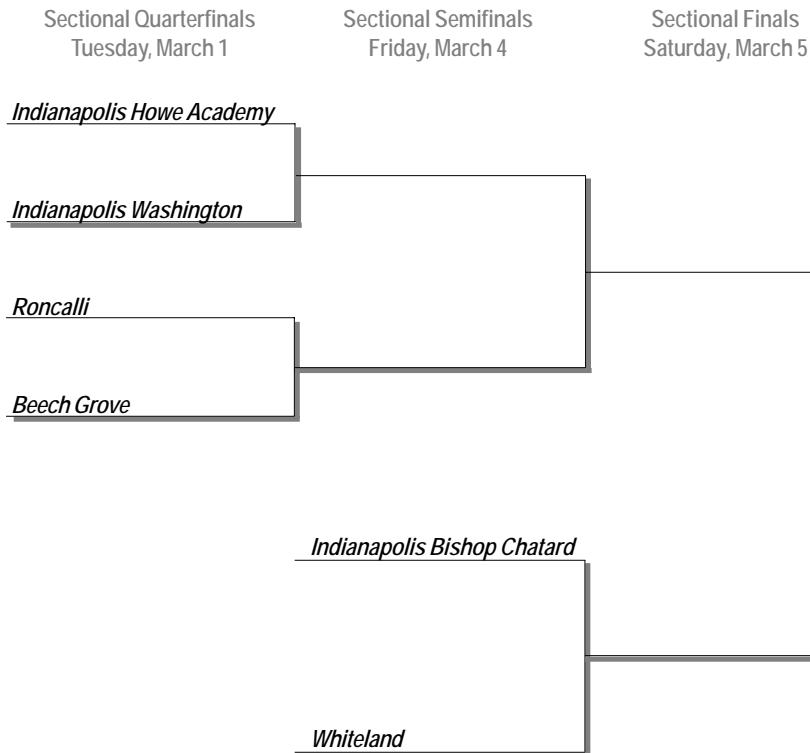 Sectional Quarterfinals
Tuesday, March 1
Sectional Semifinals
Friday, March 4
Sectional Finals
Saturday, March 5
Indianapolis Howe Academy
Indianapolis Washington
Roncalli
Beech Grove
Indianapolis Bishop Chatard
Whiteland